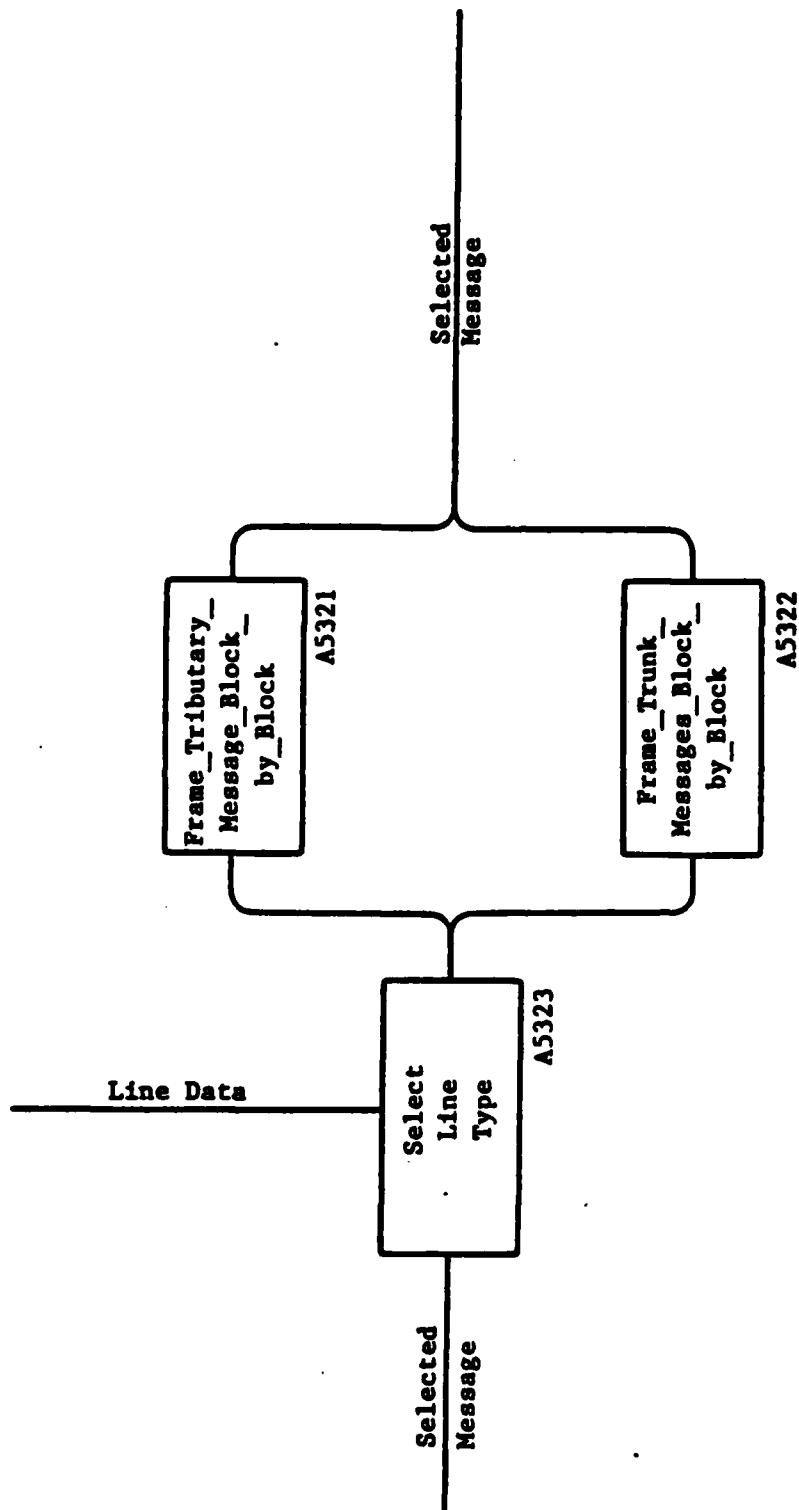 Selected
Message
Line Data
Select
Line
Type
A5323
Frame_Tributary_
Message_Block_
by_Block
A5321
Frame_Trunk_
Messages_Block_
by_Block
A5322
Selected
Message